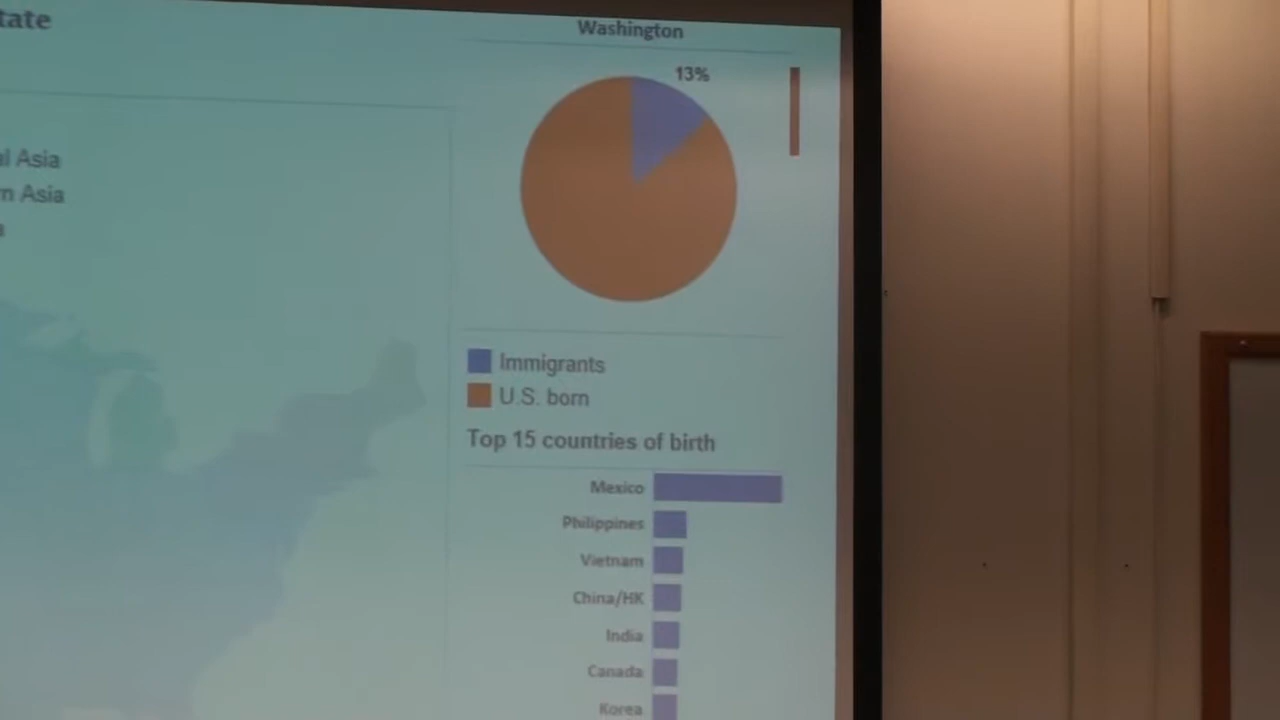 tate
l Asia
n Asia
Washington
13%
Immigrants
U.S. born
Top 15 countries of birth
Mexico
Philippines
Vietnam
China/HK
India
Canada
Korea